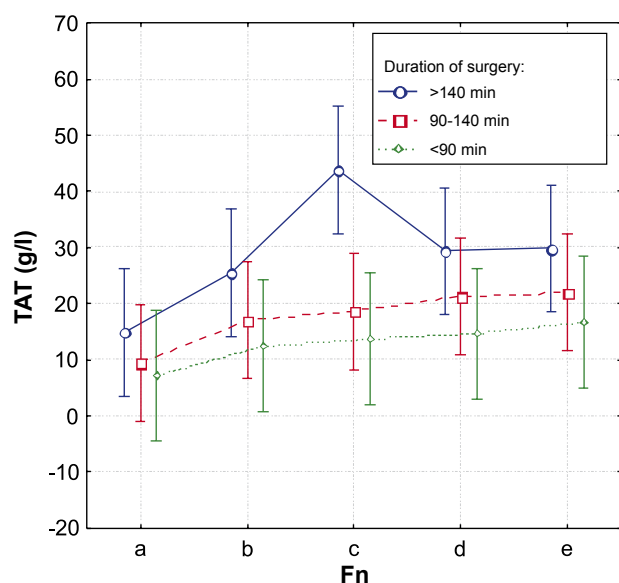 70
60
50
40
30
20
10
0
-10
-20
TAT (g/l)
Duration of surgery:
>140 min
90-140 min
<90 min
a b c d e
Fn